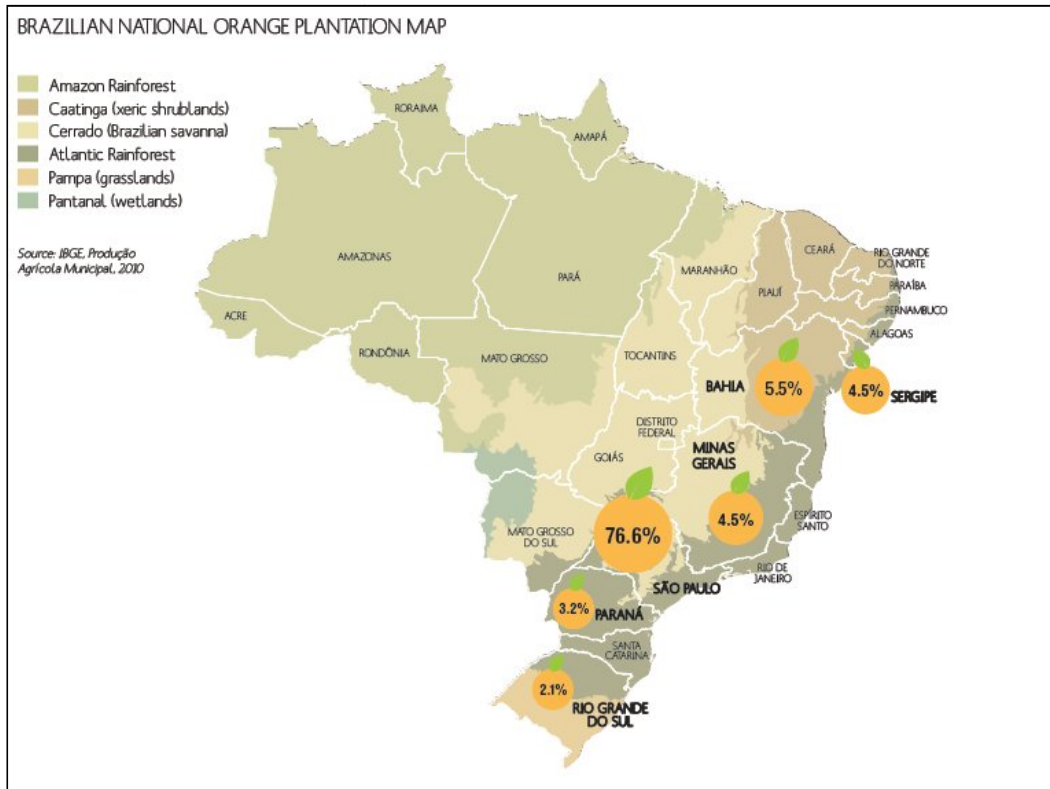 BRAZILIAN NATIONAL ORANGE PLANTATION MAP
Amazon Rainforest
Caatinga (xeric shrublands)
Cerrado (Brazilian savanna)
Atlantic Rainforest
Pampa (grasslands)
Pantanal (wetlands)
Source: IBGE, Produção
Agrícola Municipal, 2010
RORAIMA
AMAPÁ
AMAZONAS
PARÁ
MARANHÃO
CEARÁ
RIO GRANDE
DO NORTE
PIAUÍ
PARAÍBA
PERNAMBUCO
ALAGOAS
ACRE
RONDÔNIA
MATO GROSSO
TOCANTINS
BAHIA
5.5%
4.5%
SERGIPE
DISTRITO
FEDERAL
GOIÁS
MINAS
GERAIS
4.5%
ESPÍRITO
SANTO
MATO GROSSO
DO SUL
76.6%
RIO DE
JANEIRO
SÃO PAULO
3.2%
PARANÁ
SANTA
CATARINA
2.1%
RIO GRANDE
DO SUL